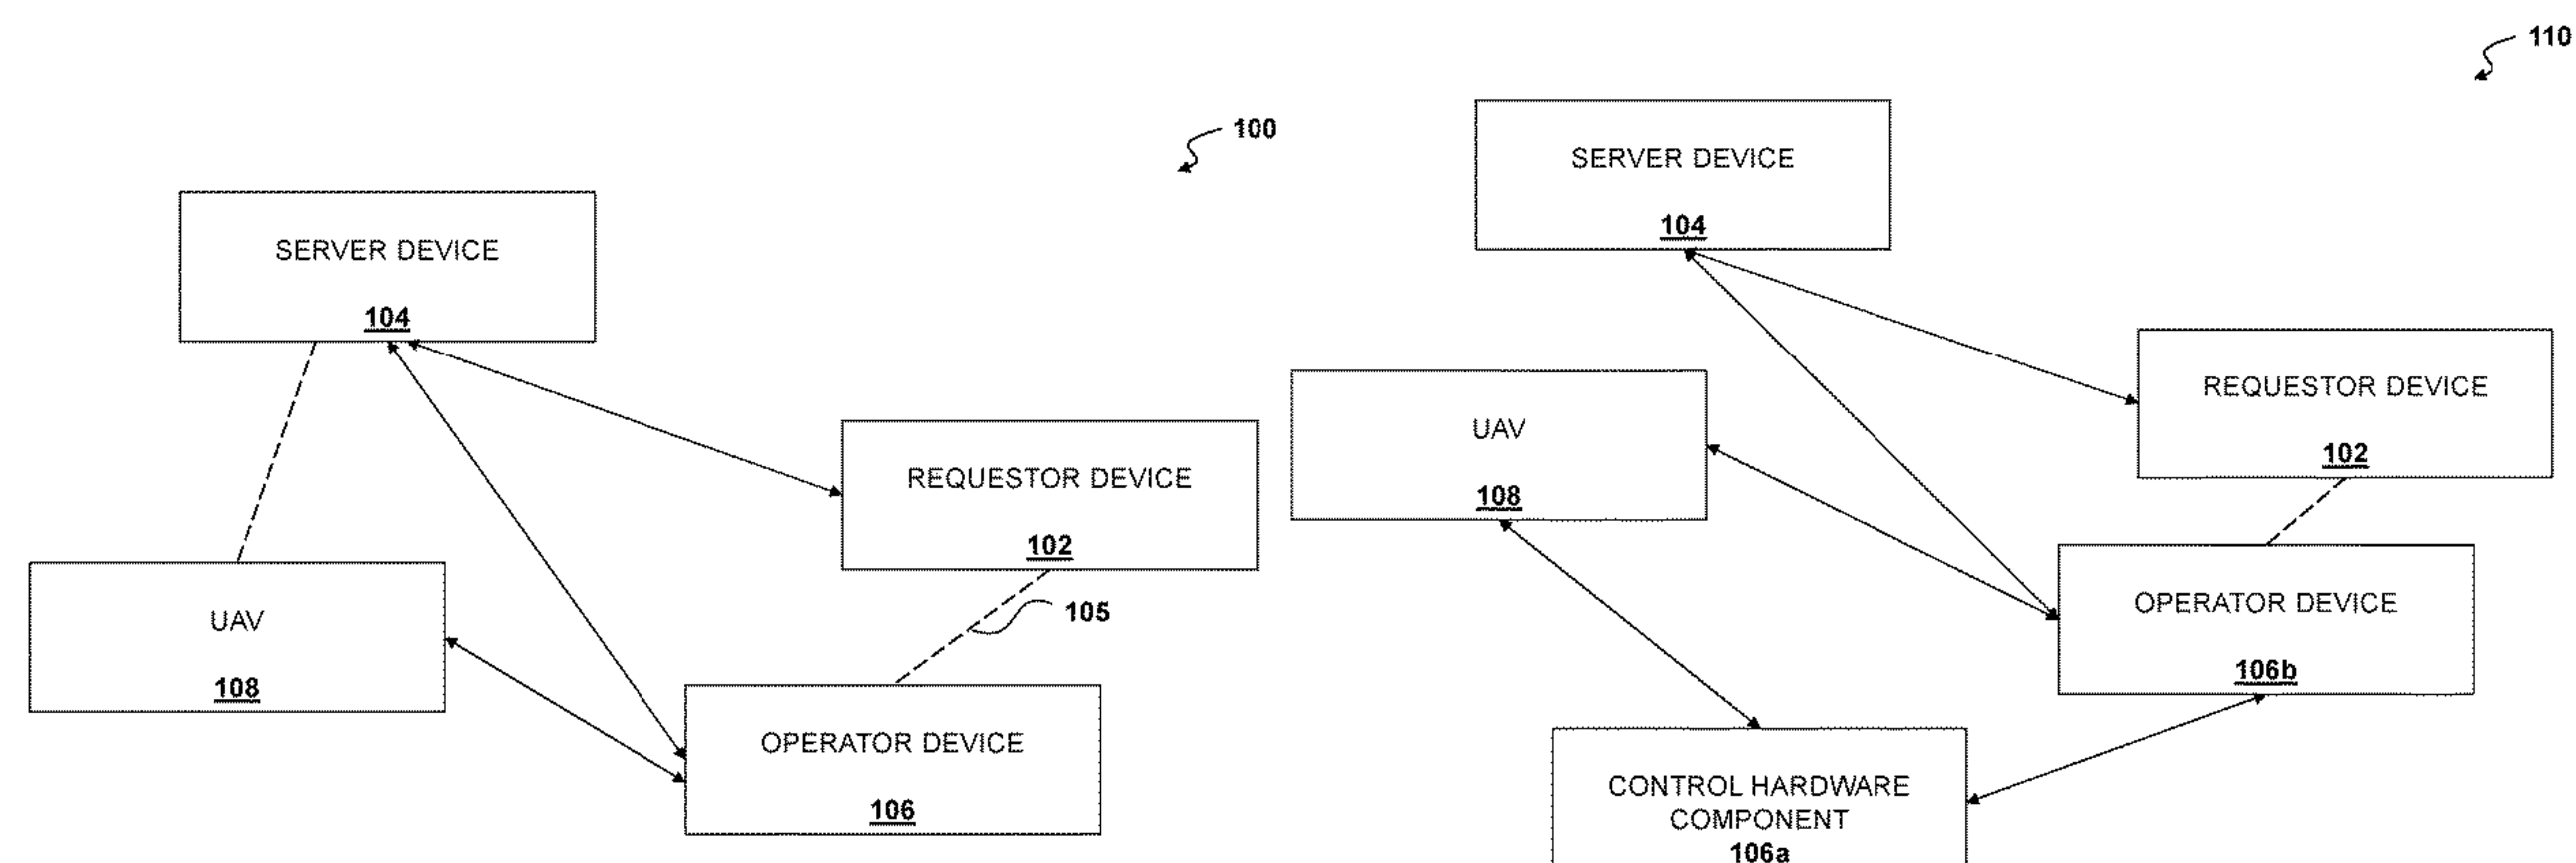 100
SERVER DEVICE
104
REQUESTOR DEVICE
102
105
UAV
108
OPERATOR DEVICE
106
110
SERVER DEVICE
104
REQUESTOR DEVICE
102
UAV
108
OPERATOR DEVICE
106b
CONTROL HARDWARE
COMPONENT
106a